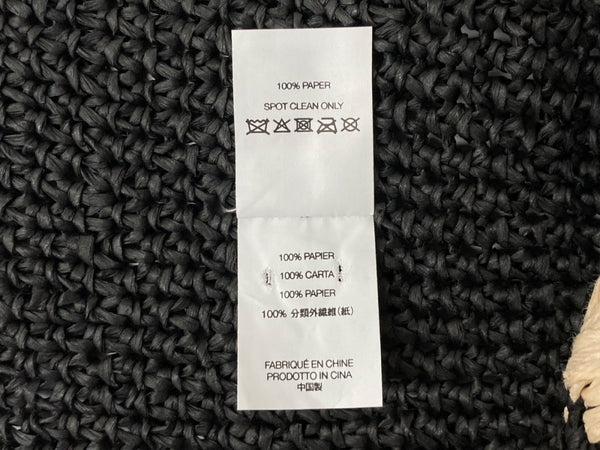 100% PAPER
SPOT CLEAN ONLY
100% PAPIER
100% CARTA
100% PAPIER
100% 分類外繊維(紙)
FABRIQUÉ EN CHINE
PRODOTTO IN CINA
中国製